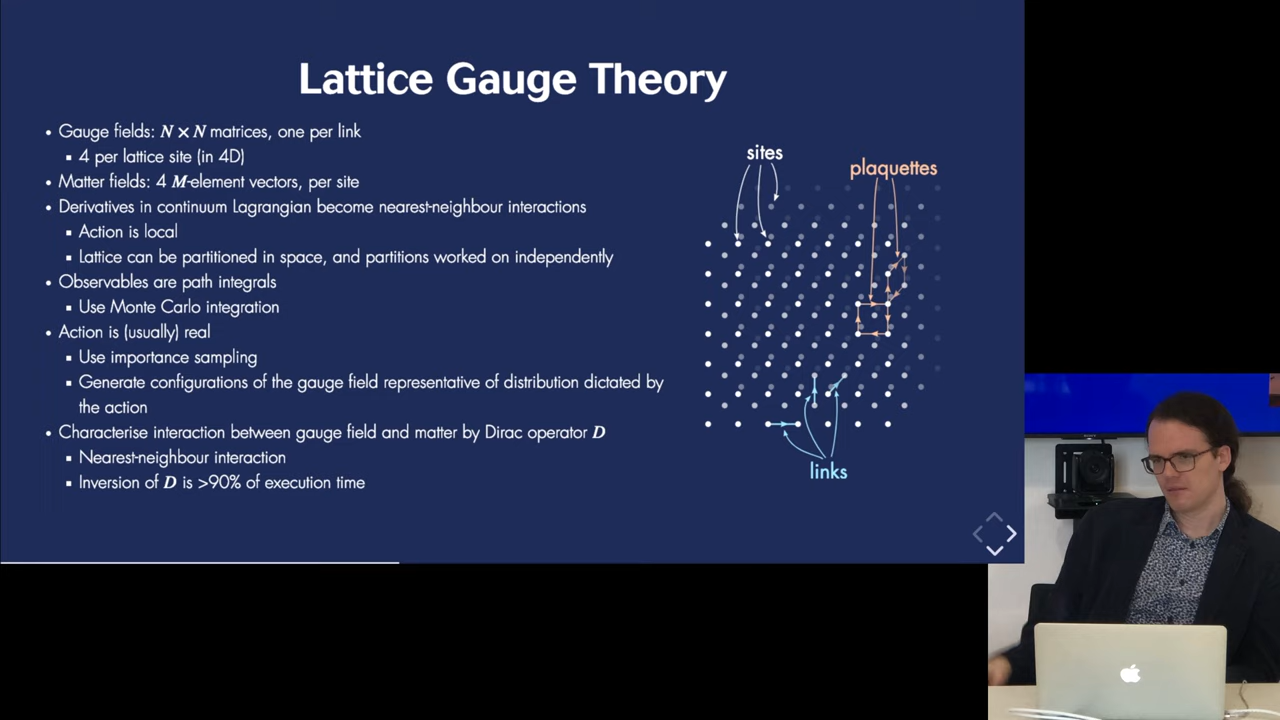 Lattice Gauge Theory
• Gauge fields: N × N matrices, one per link
▪ 4 per lattice site (in 4D)
• Matter fields: 4 M-element vectors, per site
• Derivatives in continuum Lagrangian become nearest-neighbour interactions
▪ Action is local
▪ Lattice can be partitioned in space, and partitions worked on independently
• Observables are path integrals
▪ Use Monte Carlo integration
• Action is (usually) real
▪ Use importance sampling
▪ Generate configurations of the gauge field representative of distribution dictated by
the action
• Characterise interaction between gauge field and matter by Dirac operator D
▪ Nearest-neighbour interaction
▪ Inversion of D is >90% of execution time
sites
plaquettes
links